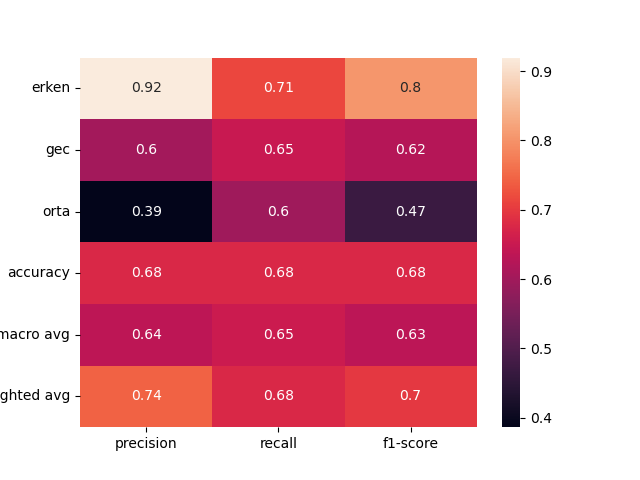 erken 0.92 0.71 0.8
gec 0.6 0.65 0.62
orta 0.39 0.6 0.47
accuracy 0.68 0.68 0.68
macro avg 0.64 0.65 0.63
ghted avg 0.74 0.68 0.7
precision recall f1-score
0.9
0.8
0.7
0.6
0.5
0.4